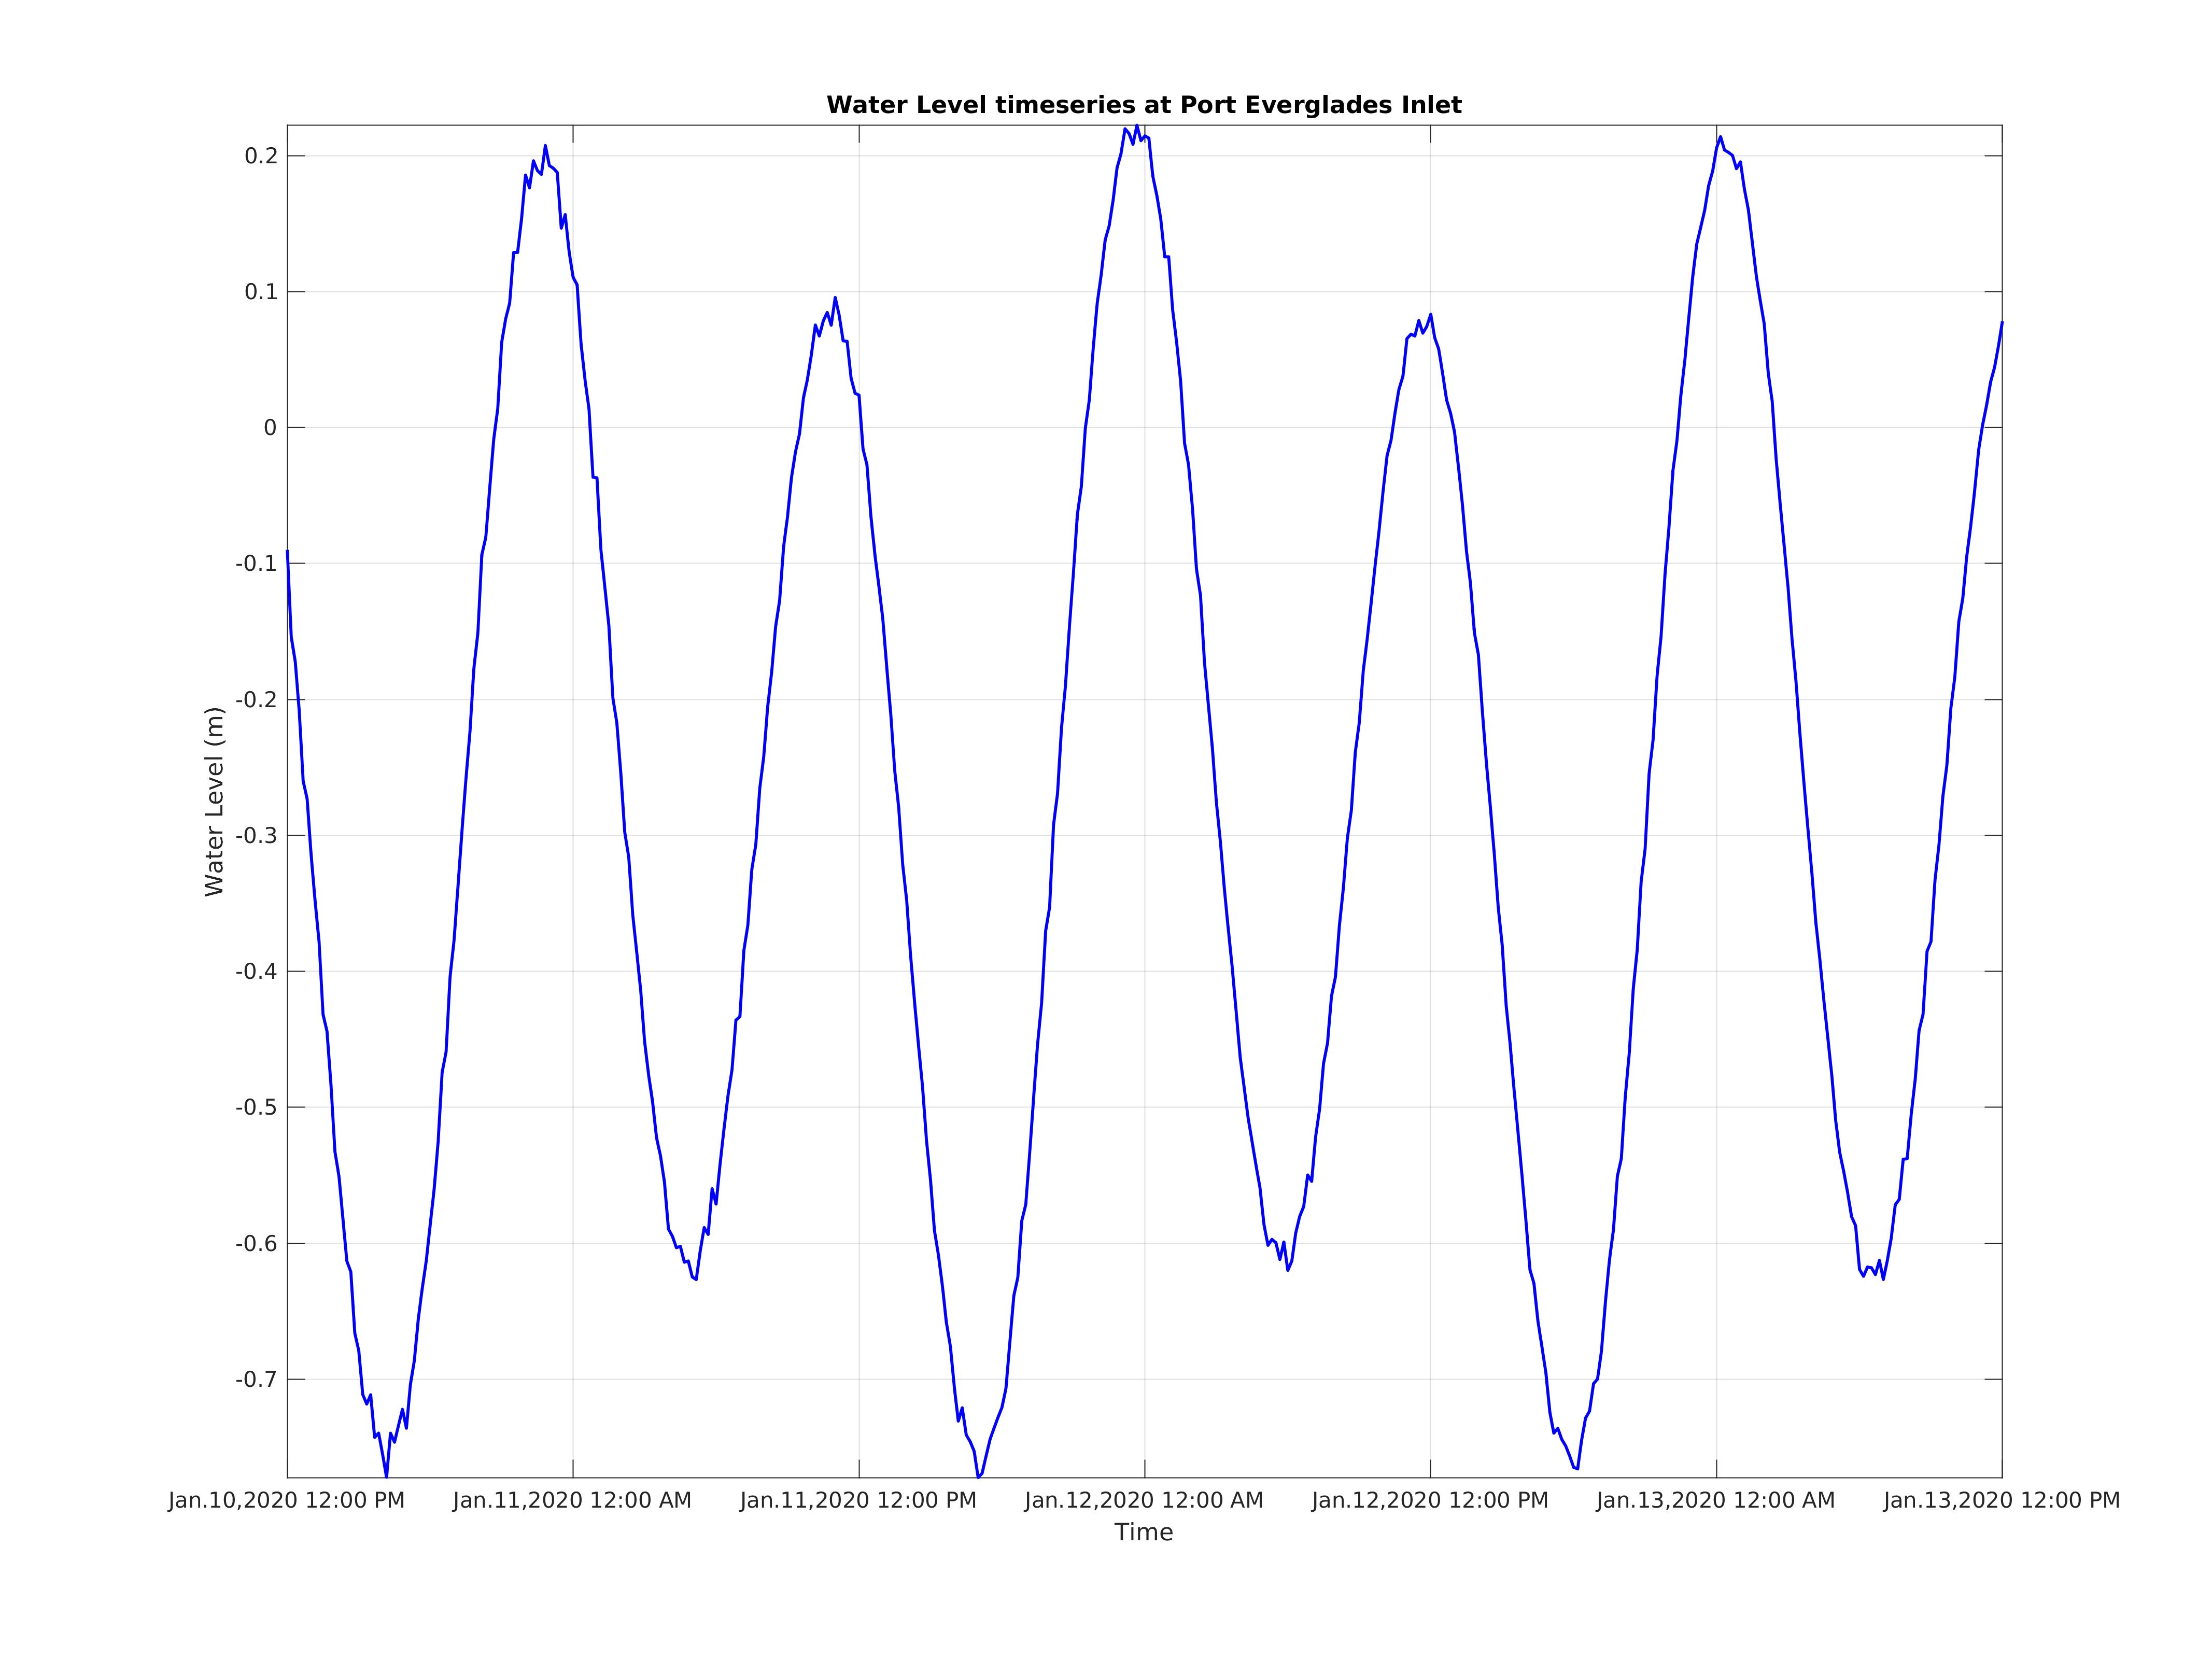 Water Level timeseries at Port Everglades Inlet
0.2
0.1
0
-0.1
-0.2
-0.3
-0.4
-0.5
-0.6
-0.7
Water Level (m)
Jan.10,2020 12:00 PM
Jan.11,2020 12:00 AM
Jan.11,2020 12:00 PM
Jan.12,2020 12:00 AM
Jan.12,2020 12:00 PM
Jan.13,2020 12:00 AM
Jan.13,2020 12:00 PM
Time